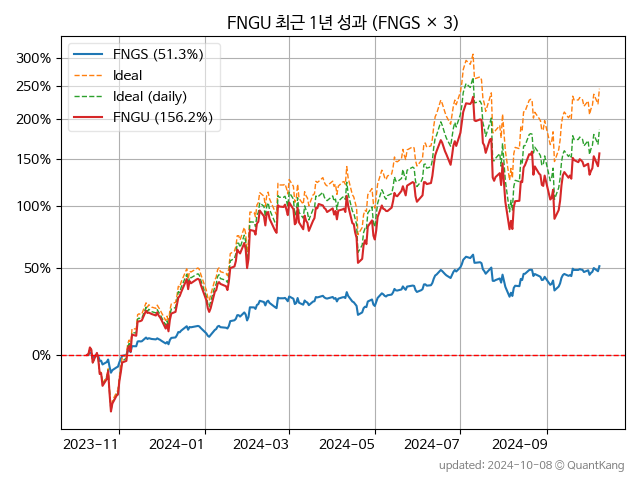 FNGU 최근 1년 성과 (FNGS × 3)
FNGS (51.3%)
Ideal
Ideal (daily)
FNGU (156.2%)
300%
250%
200%
150%
100%
50%
0%
2023-11
2024-01
2024-03
2024-05
2024-07
2024-09
updated: 2024-10-08 © QuantKang